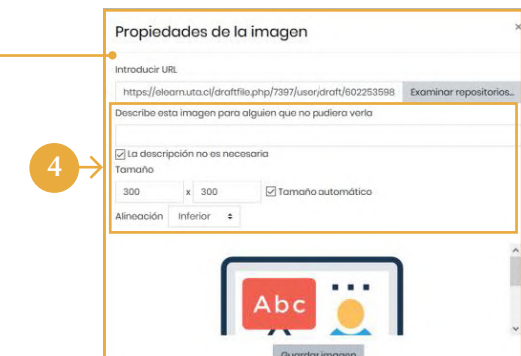 Propiedades de la imagen ×
Introducir URL
https://elearn.uta.cl/draftfile.php/7397/user/draft/602253598 Examinar repositorios...
Describe esta imagen para alguien que no pudiera verla
4
La descripción no es necesaria
Tamaño
300 x 300 Tamaño automático
Alineación Inferior
Abc
Guardar imagen